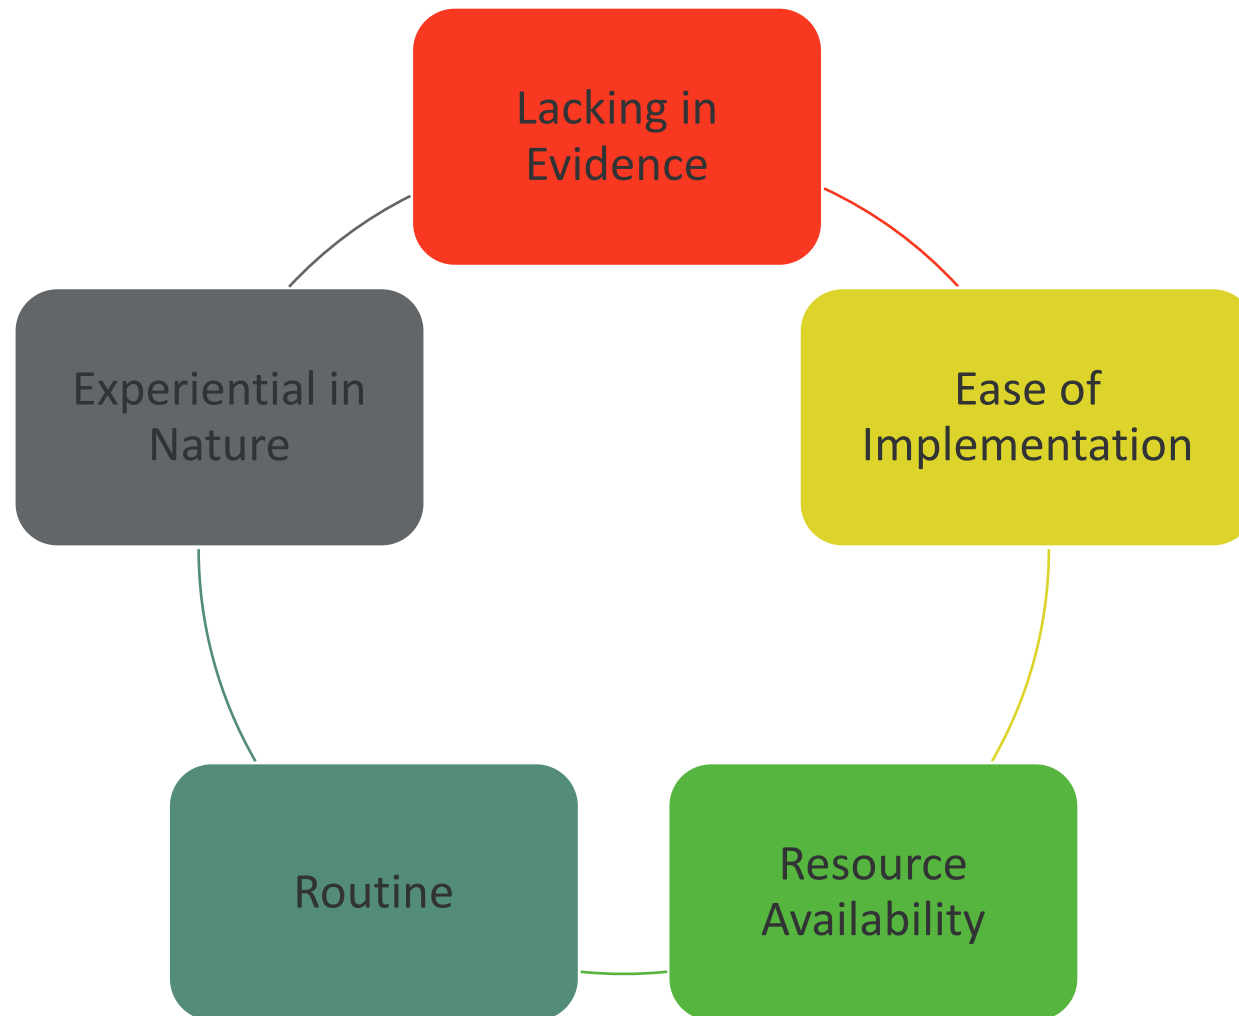 Lacking in
Evidence
Experiential in
Nature
Ease of
Implementation
Routine
Resource
Availability